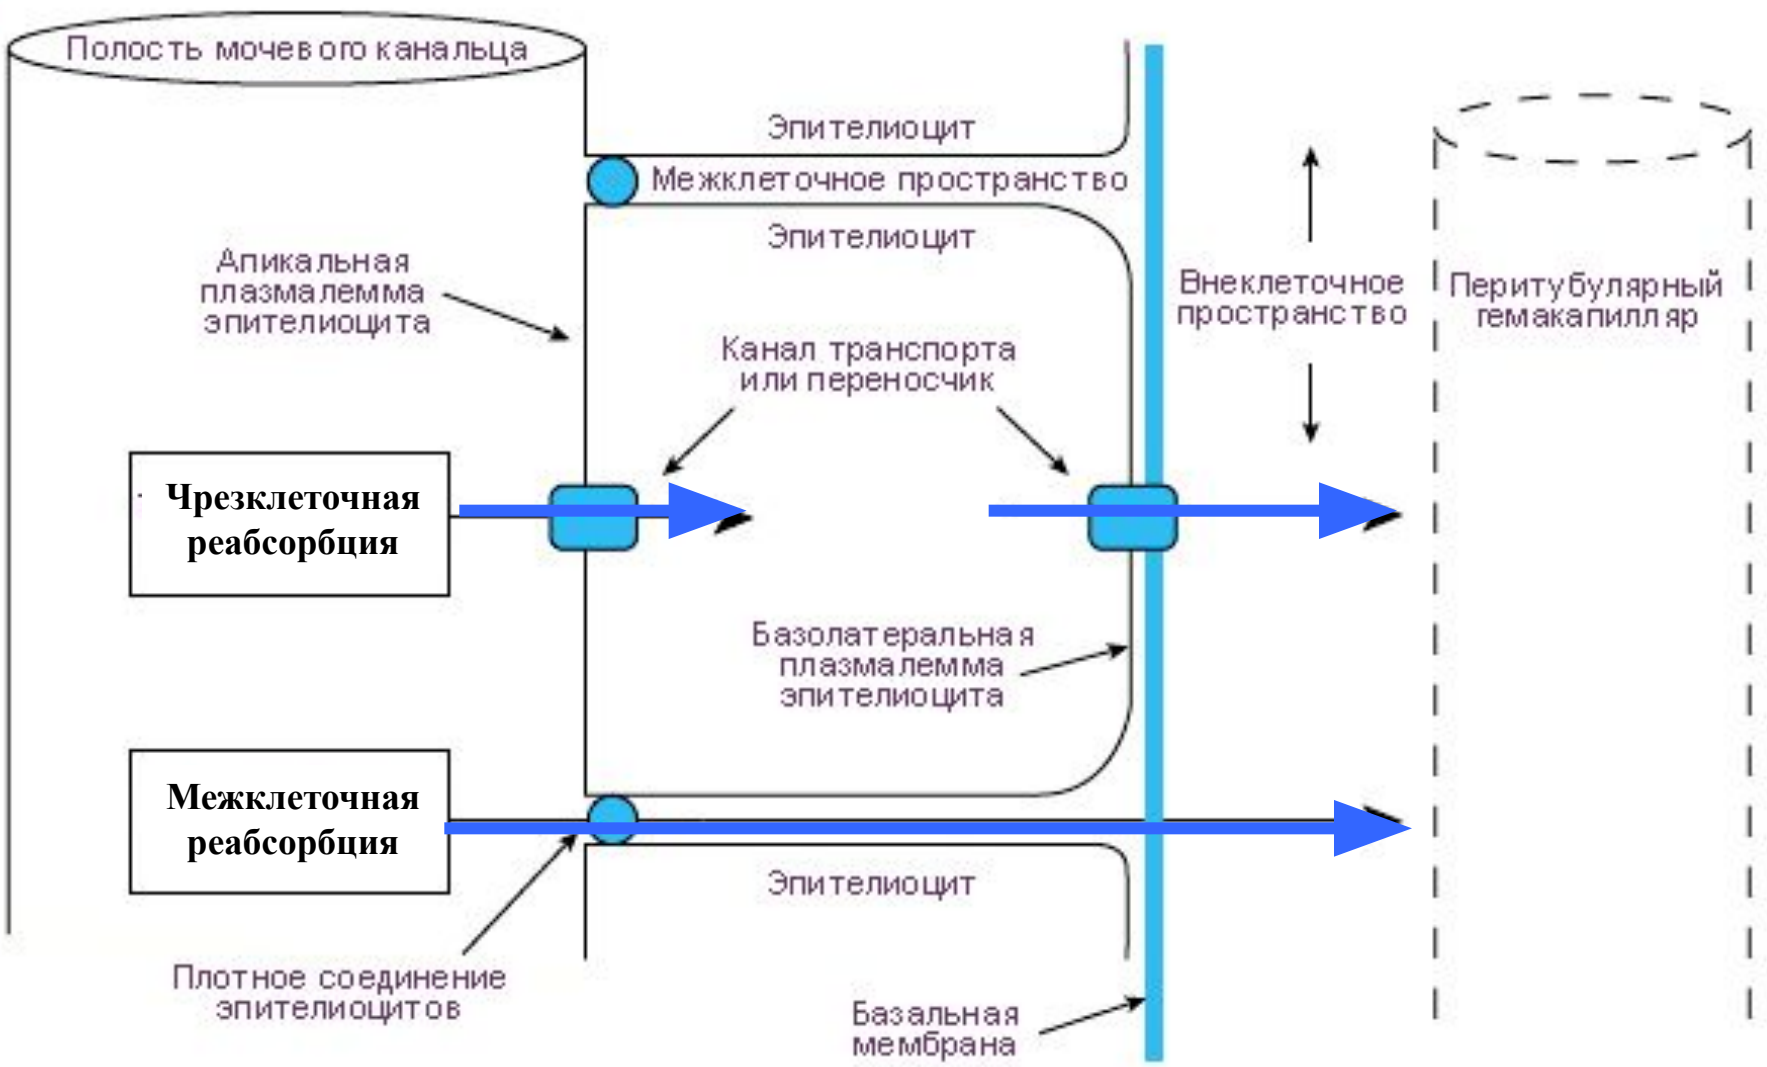 Полость мочевого канальца
Эпителиоцит
Межклеточное пространство
Эпителиоцит
Апикальная
плазмалемма
эпителиоцита
Канал транспорта
или переносчик
Внеклеточное
пространство
Перитубулярный
гемакапилляр
Чрезклеточная
реабсорбция
Базолатеральная
плазмалемма
эпителиоцита
Межклеточная
реабсорбция
Эпителиоцит
Плотное соединение
эпителиоцитов
Базальная
мембрана